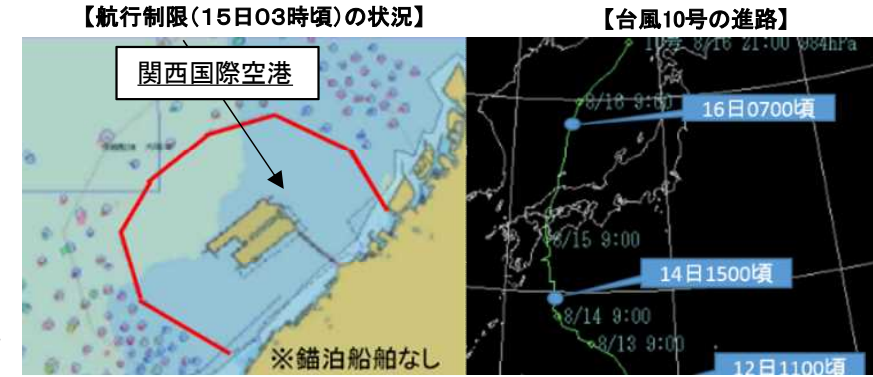 【航行制限（15日03時頃）の状況】
関西国際空港
※錨泊船舶なし
【台風10号の進路】
10号 8/16 21:00 984hPa
8/16 9:00
16日0700頃
8/15 9:00
14日1500頃
8/14 9:00
8/13 9:00
12日1100頃